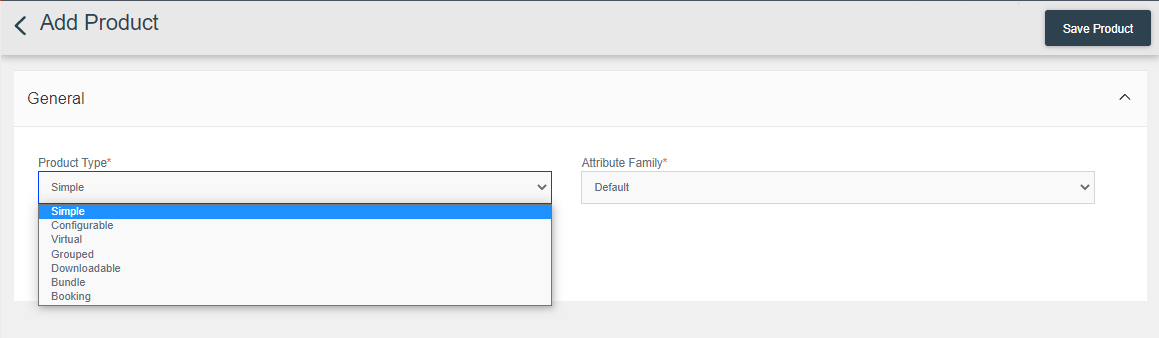 Add Product
Save Product
General
Product Type*
Attribute Family*
Simple
Default
Simple
Configurable
Virtual
Grouped
Downloadable
Bundle
Booking